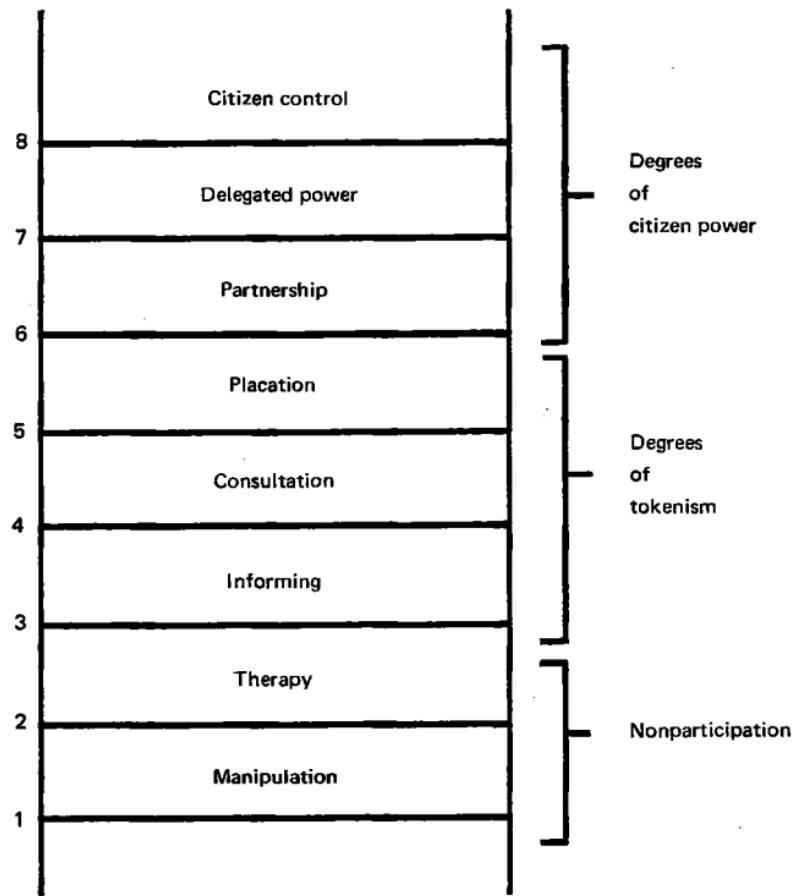 Citizen control
8
Delegated power
7
Partnership
6
Placation
5
Consultation
4
Informing
3
Therapy
2
Manipulation
1
Degrees
of
citizen power
Degrees
of
tokenism
Nonparticipation